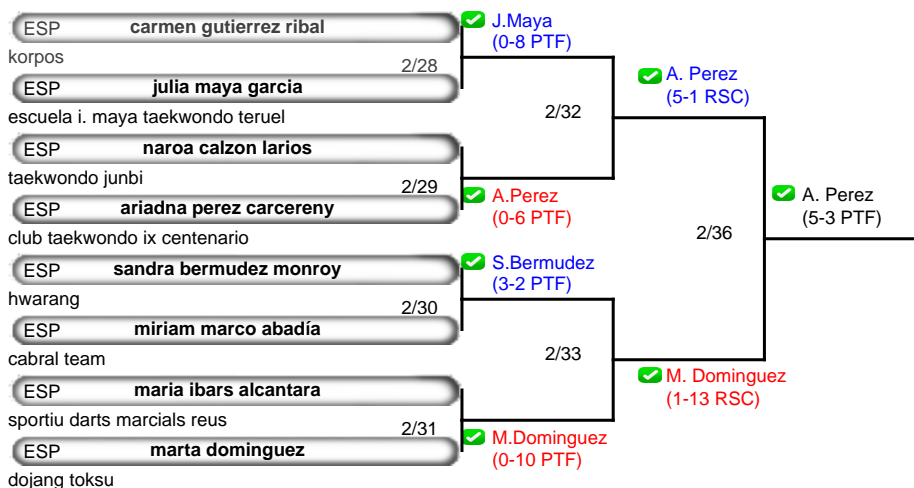 ESP carmen gutierrez ribal
korpos
2/28
ESP julia maya garcia
escuela i. maya taekwondo teruel
ESP naroa calzon larios
taekwondo junbi
2/29
ESP ariadna perez carcereny
club taekwondo ix centenario
ESP sandra bermudez monroy
hwarang
2/30
ESP miriam marco abadía
cabral team
ESP maria ibars alcantara
sportiu darts marcials reus
2/31
ESP marta dominguez
dojang toksu
J.Maya
(0-8 PTF)
2/32
A.Perez
(0-6 PTF)
S.Bermudez
(3-2 PTF)
2/33
M.Dominguez
(0-10 PTF)
A. Perez
(5-1 RSC)
2/36
M. Dominguez
(1-13 RSC)
A. Perez
(5-3 PTF)